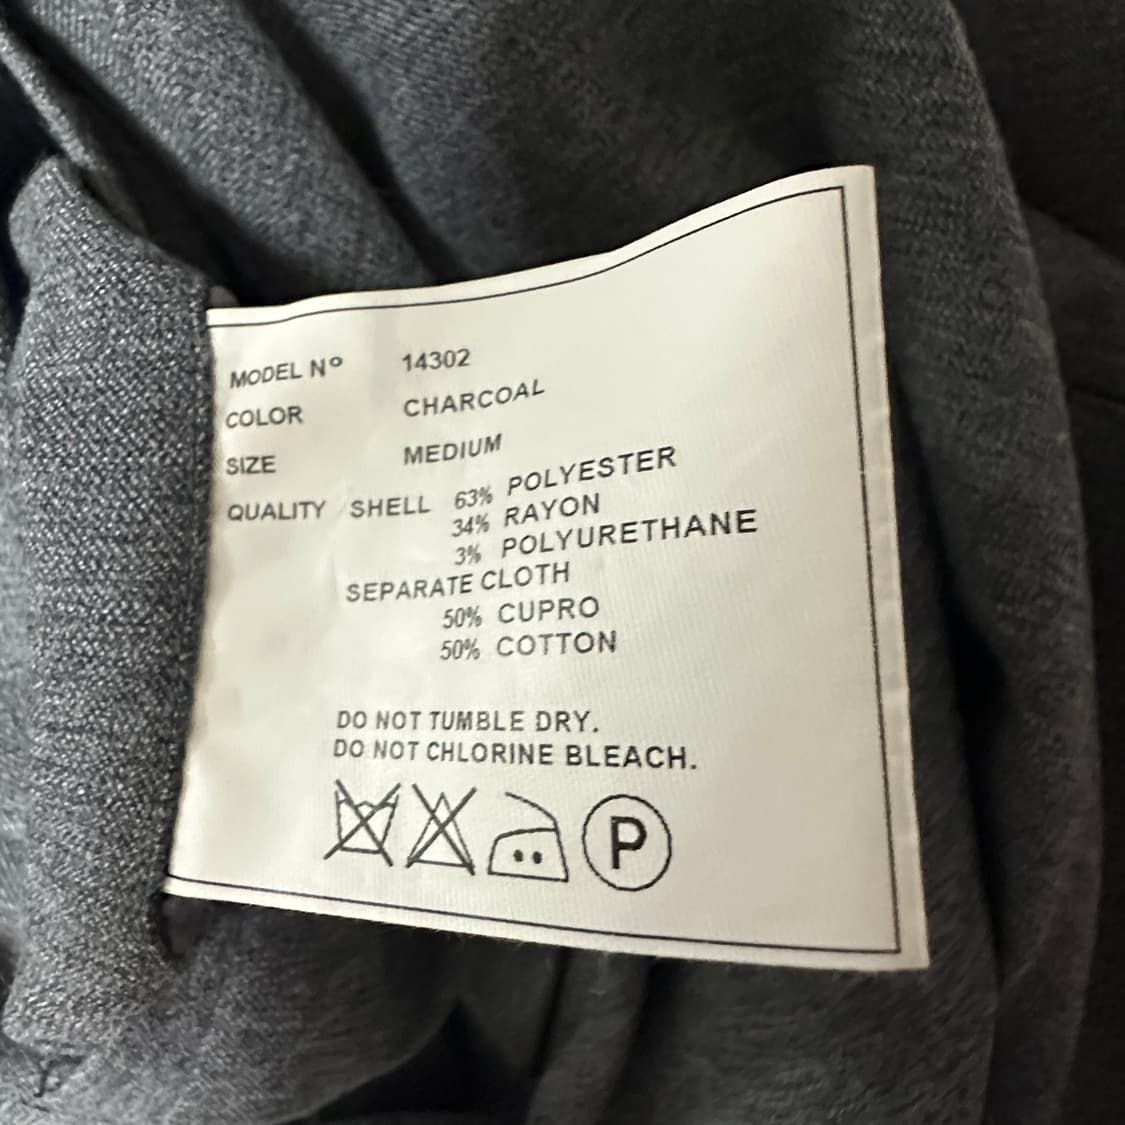 MODEL Nº 14302
COLOR CHARCOAL
SIZE MEDIUM
QUALITY SHELL 63% POLYESTER
34% RAYON
3% POLYURETHANE
SEPARATE CLOTH
50% CUPRO
50% COTTON
DO NOT TUMBLE DRY.
DO NOT CHLORINE BLEACH.
P